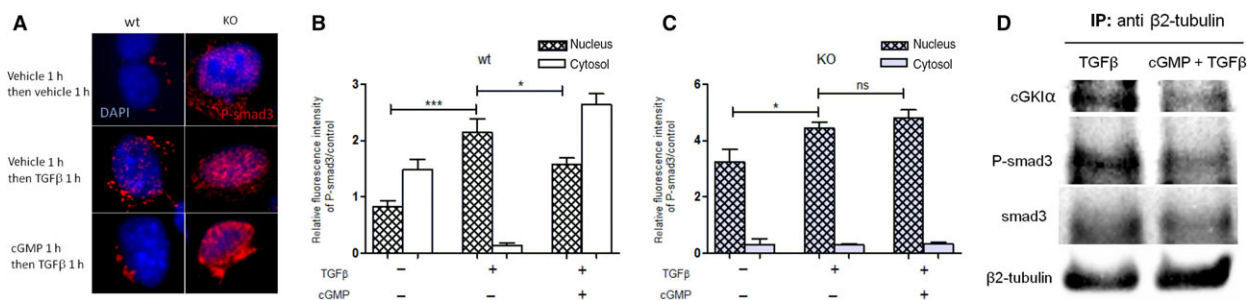 A
wt
KO
Vehicle 1 h
then vehicle 1 h
DAPI
P-smad3
Vehicle 1 h
then TGFβ 1 h
cGMP 1 h
then TGFβ 1 h
B
Nucleus
Cytosol
wt
3
2
1
0
Relative fluorescence intensity
of P-smad3/control
***
*
TGFβ – + +
cGMP – – +
C
Nucleus
Cytosol
KO
6
4
2
0
Relative fluorescence intensity
of P-smad3/control
*
ns
– + +
– – +
D
IP: anti β2-tubulin
TGFβ cGMP + TGFβ
cGKIα
P-smad3
smad3
β2-tubulin